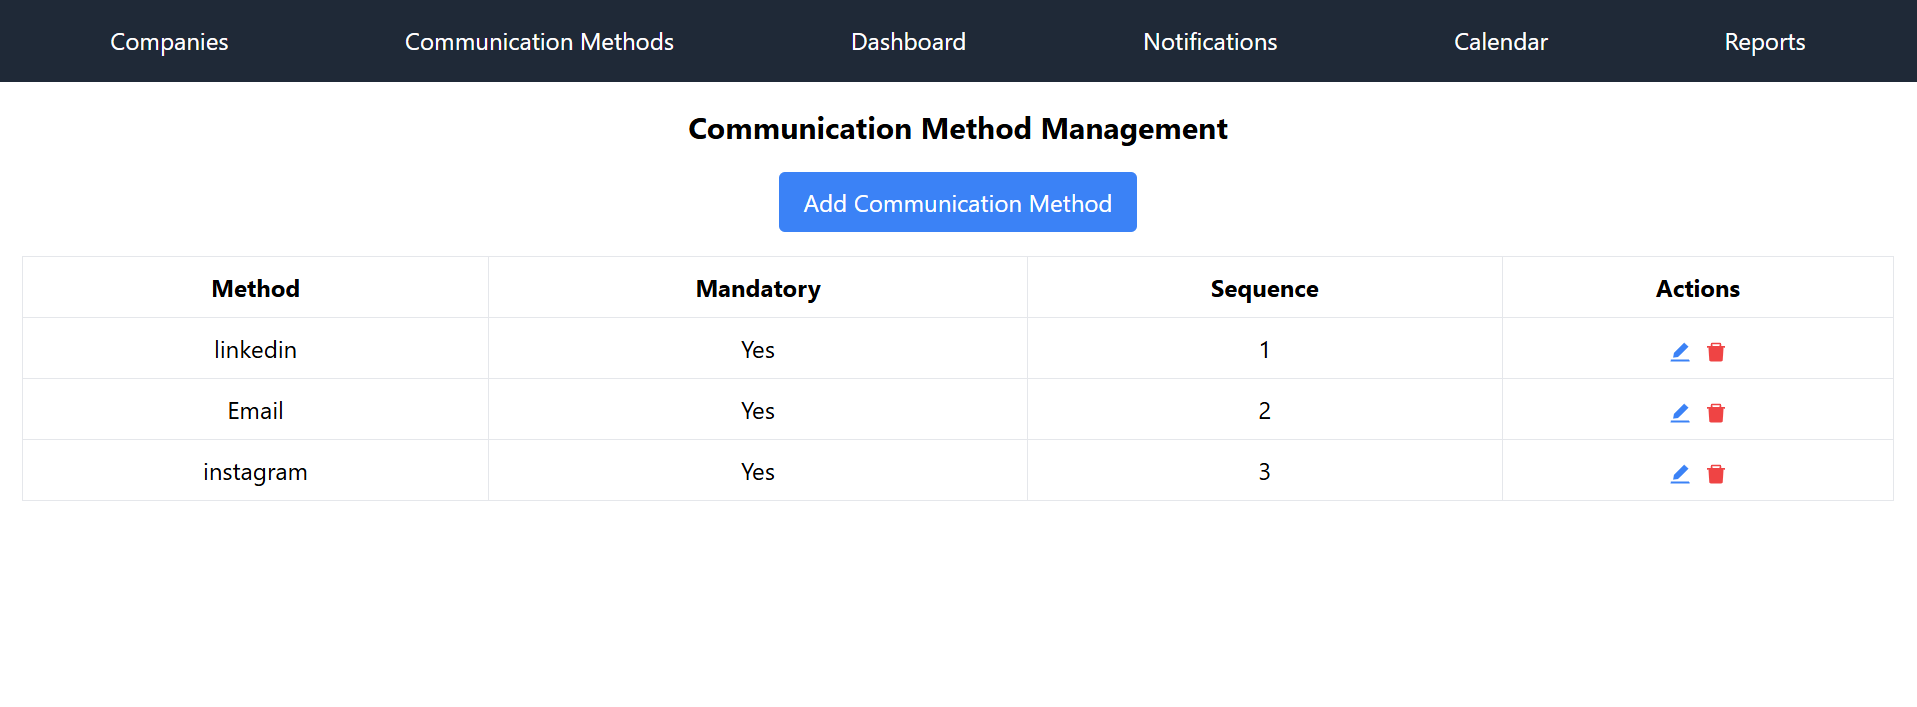 Companies Communication Methods Dashboard Notifications Calendar Reports
Communication Method Management
Add Communication Method
Method Mandatory Sequence Actions
linkedin Yes 1
Email Yes 2
instagram Yes 3